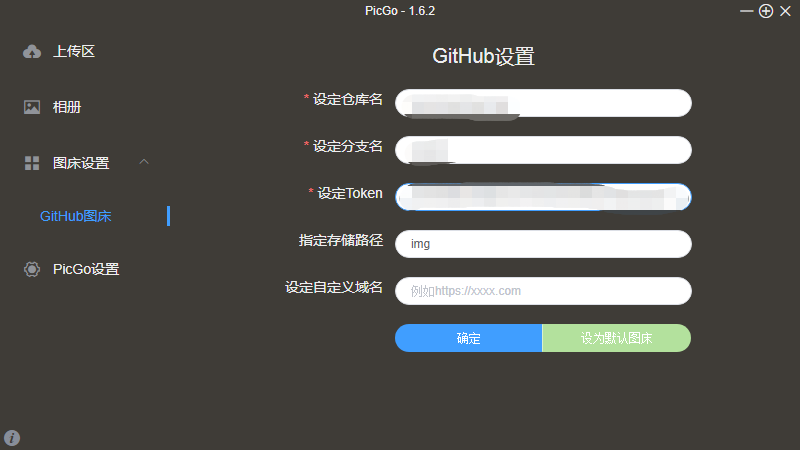 PicGo - 1.6.2
上传区
相册
图床设置
GitHub图床
PicGo设置
GitHub设置
* 设定仓库名
* 设定分支名
* 设定Token
指定存储路径
img
设定自定义域名
例如https://xxxx.com
确定
设为默认图床
i